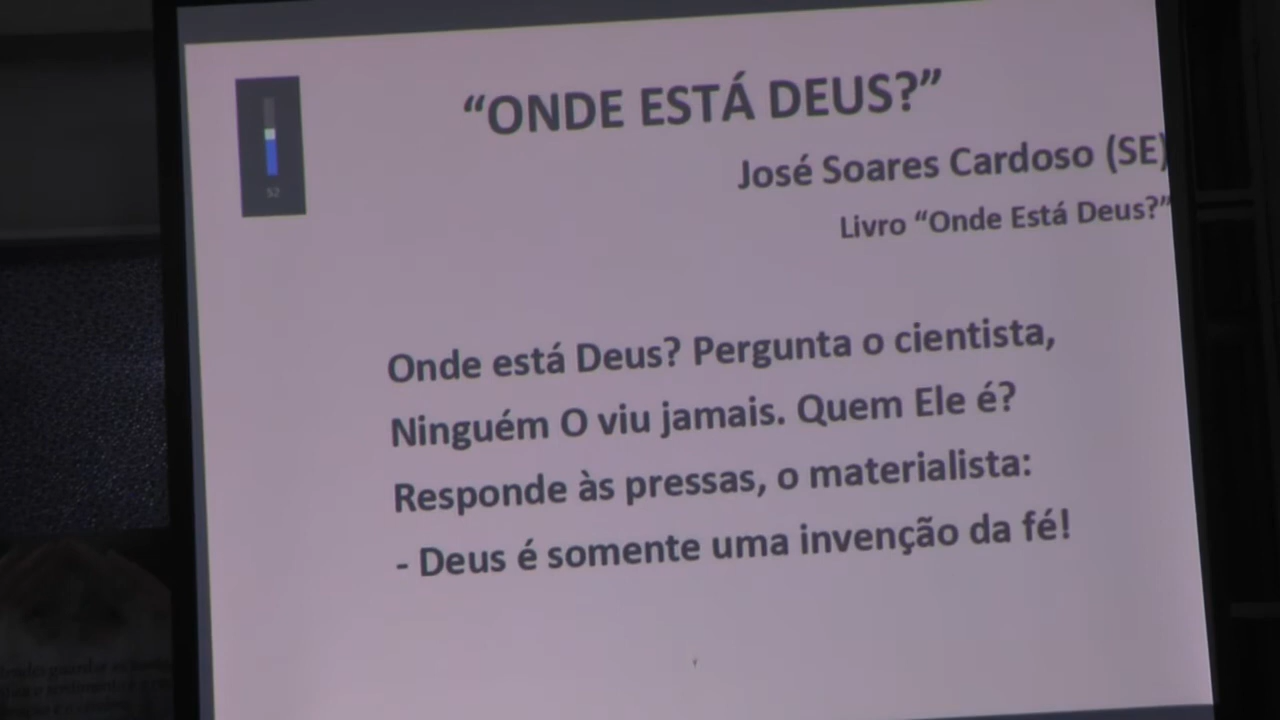 “ONDE ESTÁ DEUS?”
José Soares Cardoso (SE)
Livro “Onde Está Deus?”
52
Onde está Deus? Pergunta o cientista,
Ninguém O viu jamais. Quem Ele é?
Responde às pressas, o materialista:
- Deus é somente uma invenção da fé!